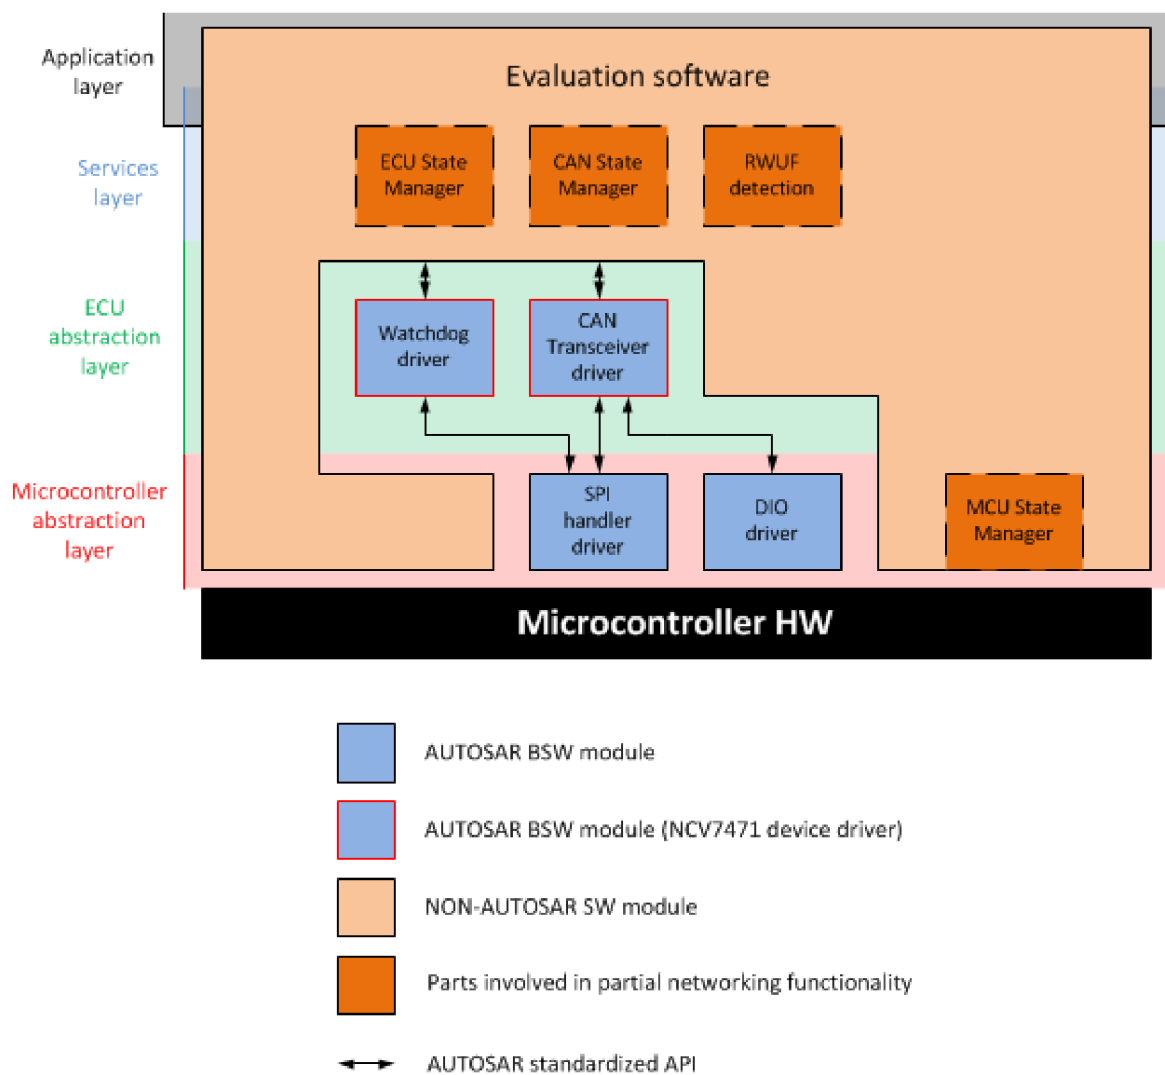 Application
layer
Evaluation software
Services
layer
ECU State
Manager
CAN State
Manager
RWUF
detection
ECU
abstraction
layer
Watchdog
driver
CAN
Transceiver
driver
Microcontroller
abstraction
layer
SPI
handler
driver
DIO
driver
MCU State
Manager
Microcontroller HW
AUTOSAR BSW module
AUTOSAR BSW module (NCV7471 device driver)
NON-AUTOSAR SW module
Parts involved in partial networking functionality
AUTOSAR standardized API